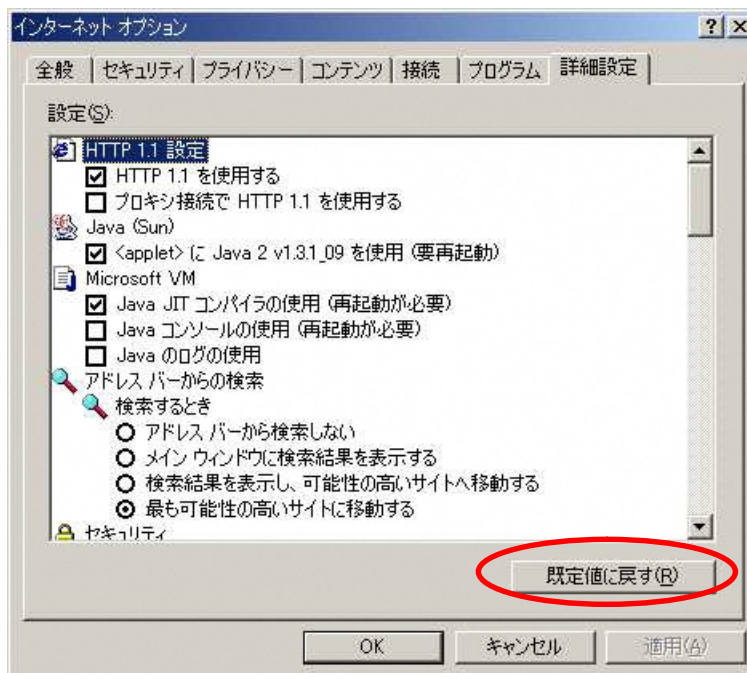 インターネット オプション
全般 セキュリティ プライバシー コンテンツ 接続 プログラム 詳細設定
設定(S):
HTTP 1.1 設定
HTTP 1.1 を使用する
プロキシ接続で HTTP 1.1 を使用する
Java (Sun)
<applet> に Java 2 v1.3.1_09 を使用 (要再起動)
Microsoft VM
Java JIT コンパイラの使用 (再起動が必要)
Java コンソールの使用 (再起動が必要)
Java のログの使用
アドレス バーからの検索
検索するとき
アドレス バーから検索しない
メイン ウィンドウに検索結果を表示する
検索結果を表示し、可能性の高いサイトへ移動する
最も可能性の高いサイトに移動する
セキュリティ
既定値に戻す(R)
OK キャンセル 適用(A)